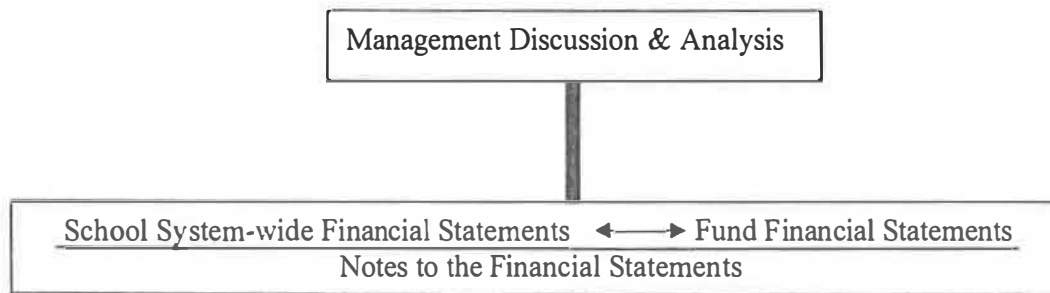 Management Discussion & Analysis
School System-wide Financial Statements ↔ Fund Financial Statements
Notes to the Financial Statements